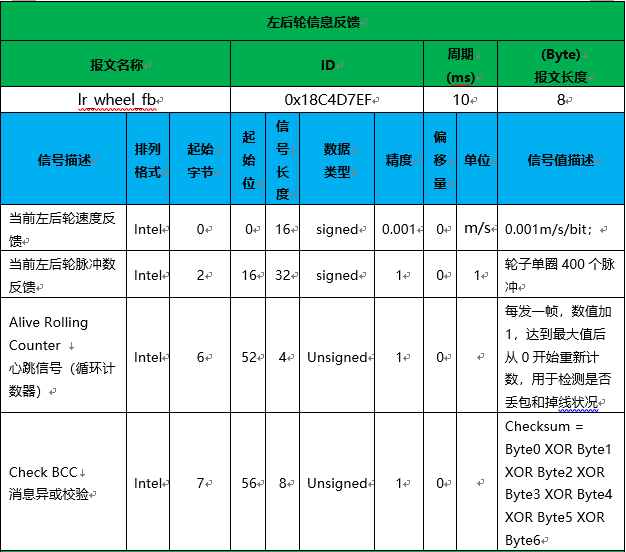 左后轮信息反馈
报文名称 ID 周期 (ms) (Byte) 报文长度
lr_wheel_fb 0x18C4D7EF 10 8
信号描述 排列格式 起始字节 起始位 信号长度 数据类型 精度 偏移量 单位 信号值描述
当前左后轮速度反馈 Intel 0 0 16 signed 0.001 0 m/s 0.001m/s/bit；
当前左后轮脉冲数反馈 Intel 2 16 32 signed 1 0 1 轮子单圈 400 个脉冲
Alive Rolling Counter 心跳信号（循环计数器） Intel 6 52 4 Unsigned 1 0 每发一帧，数值加 1，达到最大值后从 0 开始重新计数，用于检测是否丢包和掉线状况
Check BCC 消息异或校验 Intel 7 56 8 Unsigned 1 0 Checksum = Byte0 XOR Byte1 XOR Byte2 XOR Byte3 XOR Byte4 XOR Byte5 XOR Byte6